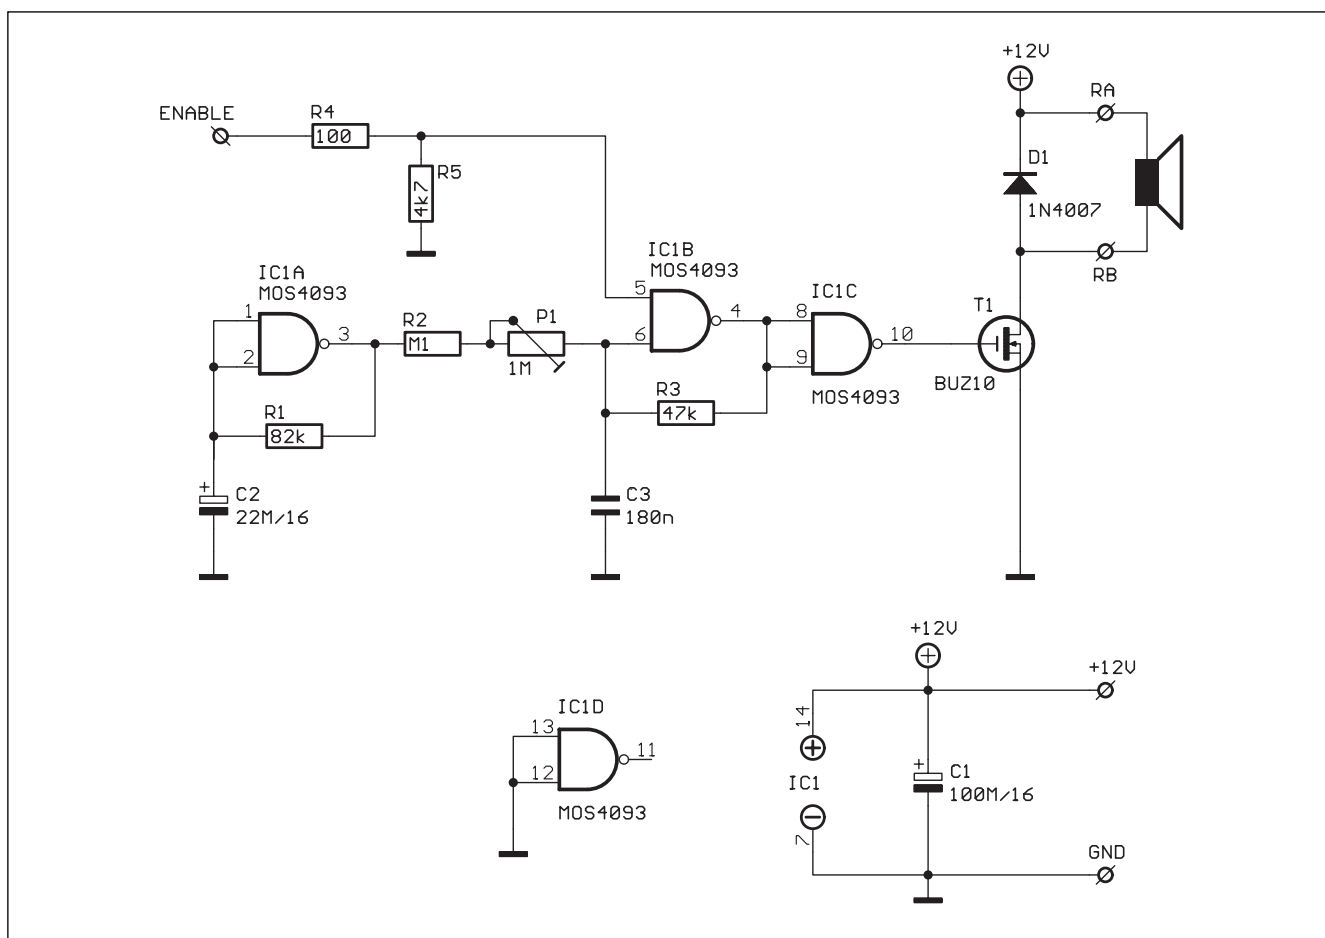 +12V
RA
ENABLE
R4
100
D1
R5
4k7
1N4007
IC1B
MOS4093
IC1A
MOS4093
RB
5
IC1C
T1
1
R2
P1
4
8
3
M1
6
10
2
1M
9
BUZ10
R3
MOS4093
R1
47k
82k
+
C2
C3
22M/16
180n
+12V
+12V
IC1D
14
13
11
12
+
C1
IC1
100M/16
MOS4093
7
GND